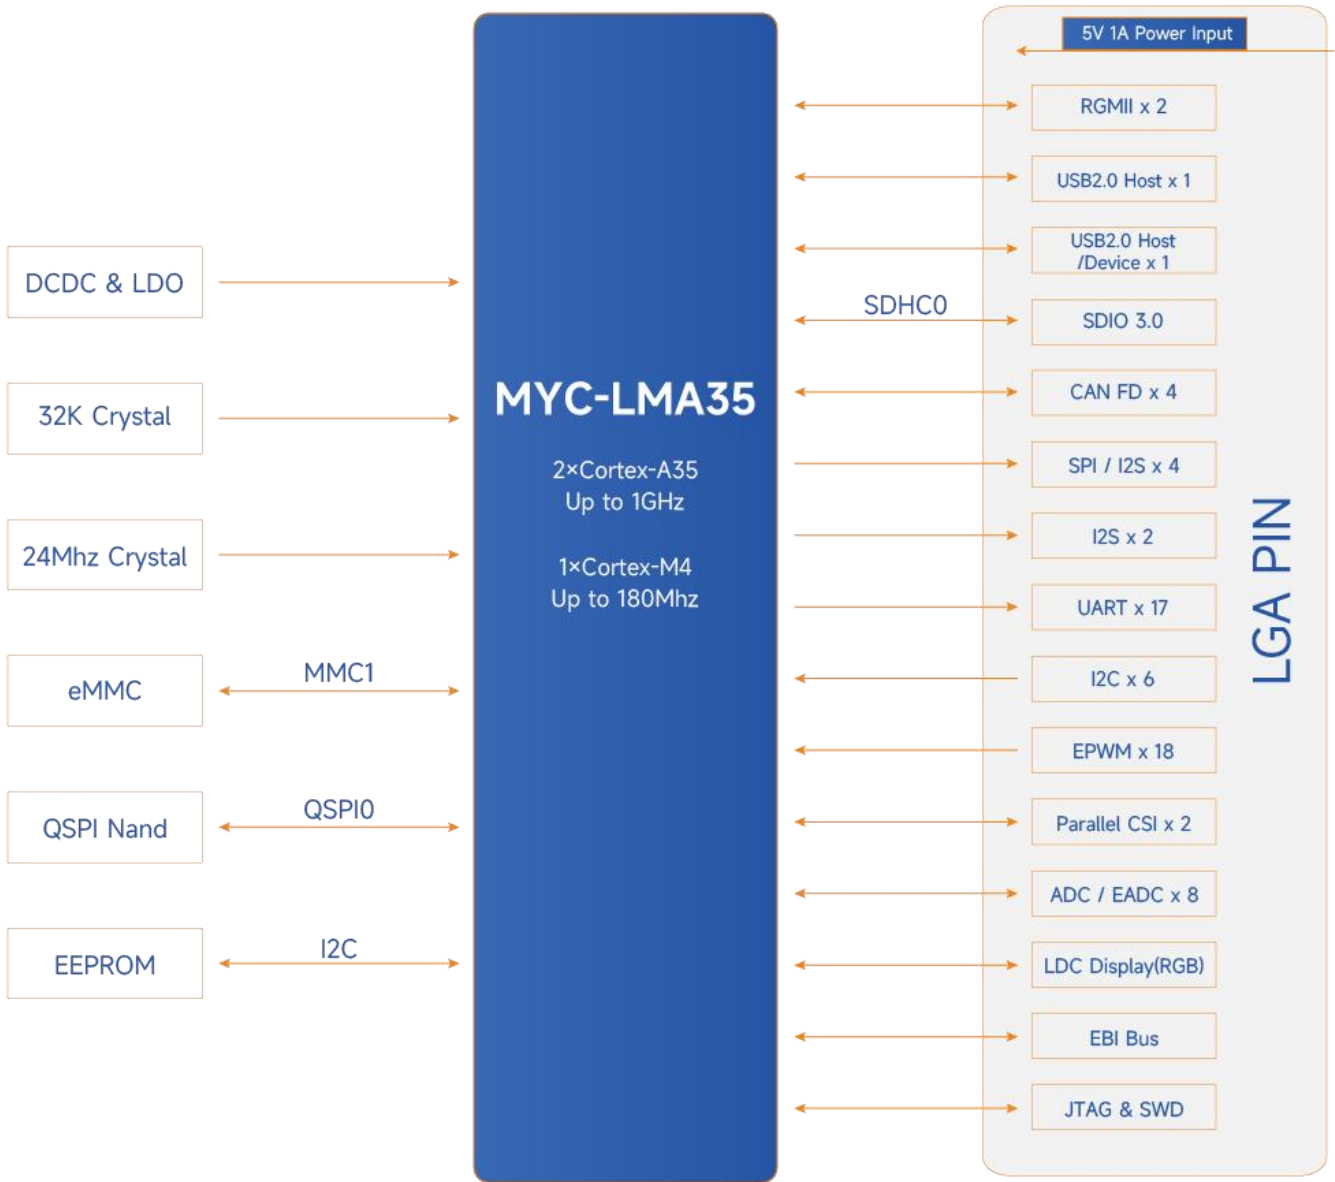 DCDC & LDO
32K Crystal
24Mhz Crystal
eMMC
MMC1
QSPI Nand
QSPI0
EEPROM
I2C
MYC-LMA35
2×Cortex-A35
Up to 1GHz
1×Cortex-M4
Up to 180Mhz
5V 1A Power Input
RGMII x 2
USB2.0 Host x 1
USB2.0 Host
/Device x 1
SDHC0
SDIO 3.0
CAN FD x 4
SPI / I2S x 4
I2S x 2
UART x 17
I2C x 6
EPWM x 18
Parallel CSI x 2
ADC / EADC x 8
LDC Display(RGB)
EBI Bus
JTAG & SWD
LGA PIN